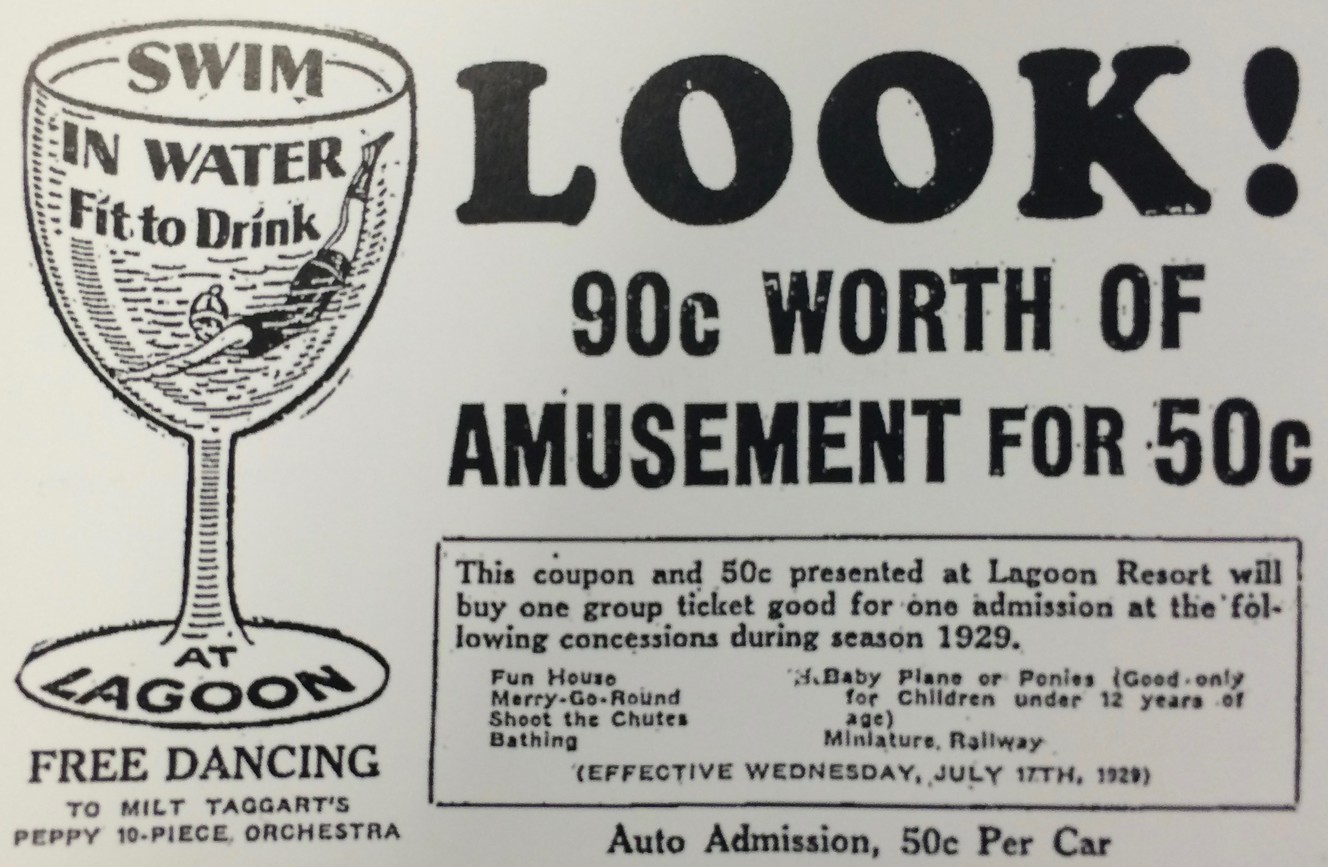 SWIM
IN WATER
Fit to Drink
AT
LAGOON
FREE DANCING
TO MILT TAGGART'S
PEPPY 10-PIECE ORCHESTRA
LOOK!
90c WORTH OF
AMUSEMENT FOR 50c
This coupon and 50c presented at Lagoon Resort will
buy one group ticket good for one admission at the fol-
lowing concessions during season 1929.
Fun House
Merry-Go-Round
Shoot the Chutes
Bathing
Baby Plane or Ponies (Good only
for Children under 12 years of
age)
Miniature Railway
(EFFECTIVE WEDNESDAY, JULY 17TH, 1929)
Auto Admission, 50c Per Car